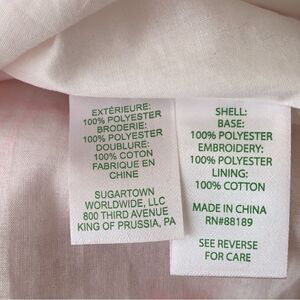 EXTÉRIEURE:
100% POLYESTER
BRODERIE:
100% POLYESTER
DOUBLURE:
100% COTON
FABRIQUE EN
CHINE
SUGARTOWN
WORLDWIDE, LLC
800 THIRD AVENUE
KING OF PRUSSIA, PA
SHELL:
BASE:
100% POLYESTER
EMBROIDERY:
100% POLYESTER
LINING:
100% COTTON
MADE IN CHINA
RN#88189
SEE REVERSE
FOR CARE